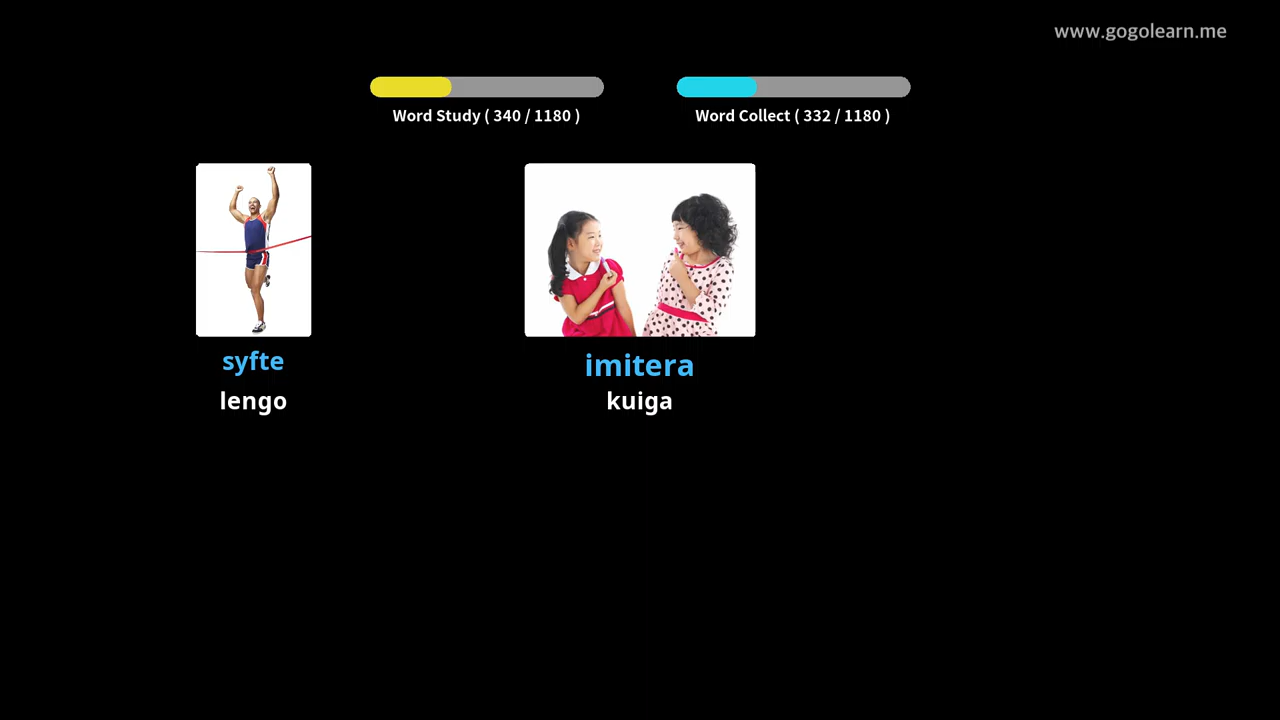 www.gogolearn.me
Word Study ( 340 / 1180 )
Word Collect ( 332 / 1180 )
syfte
lengo
imitera
kuiga